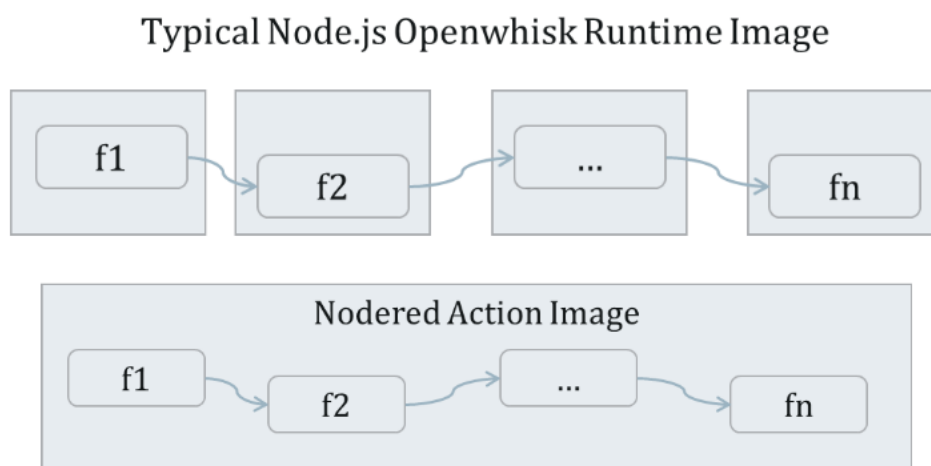 Typical Node.js Openwhisk Runtime Image
f1
f2
...
fn
Nodered Action Image
f1
f2
...
fn